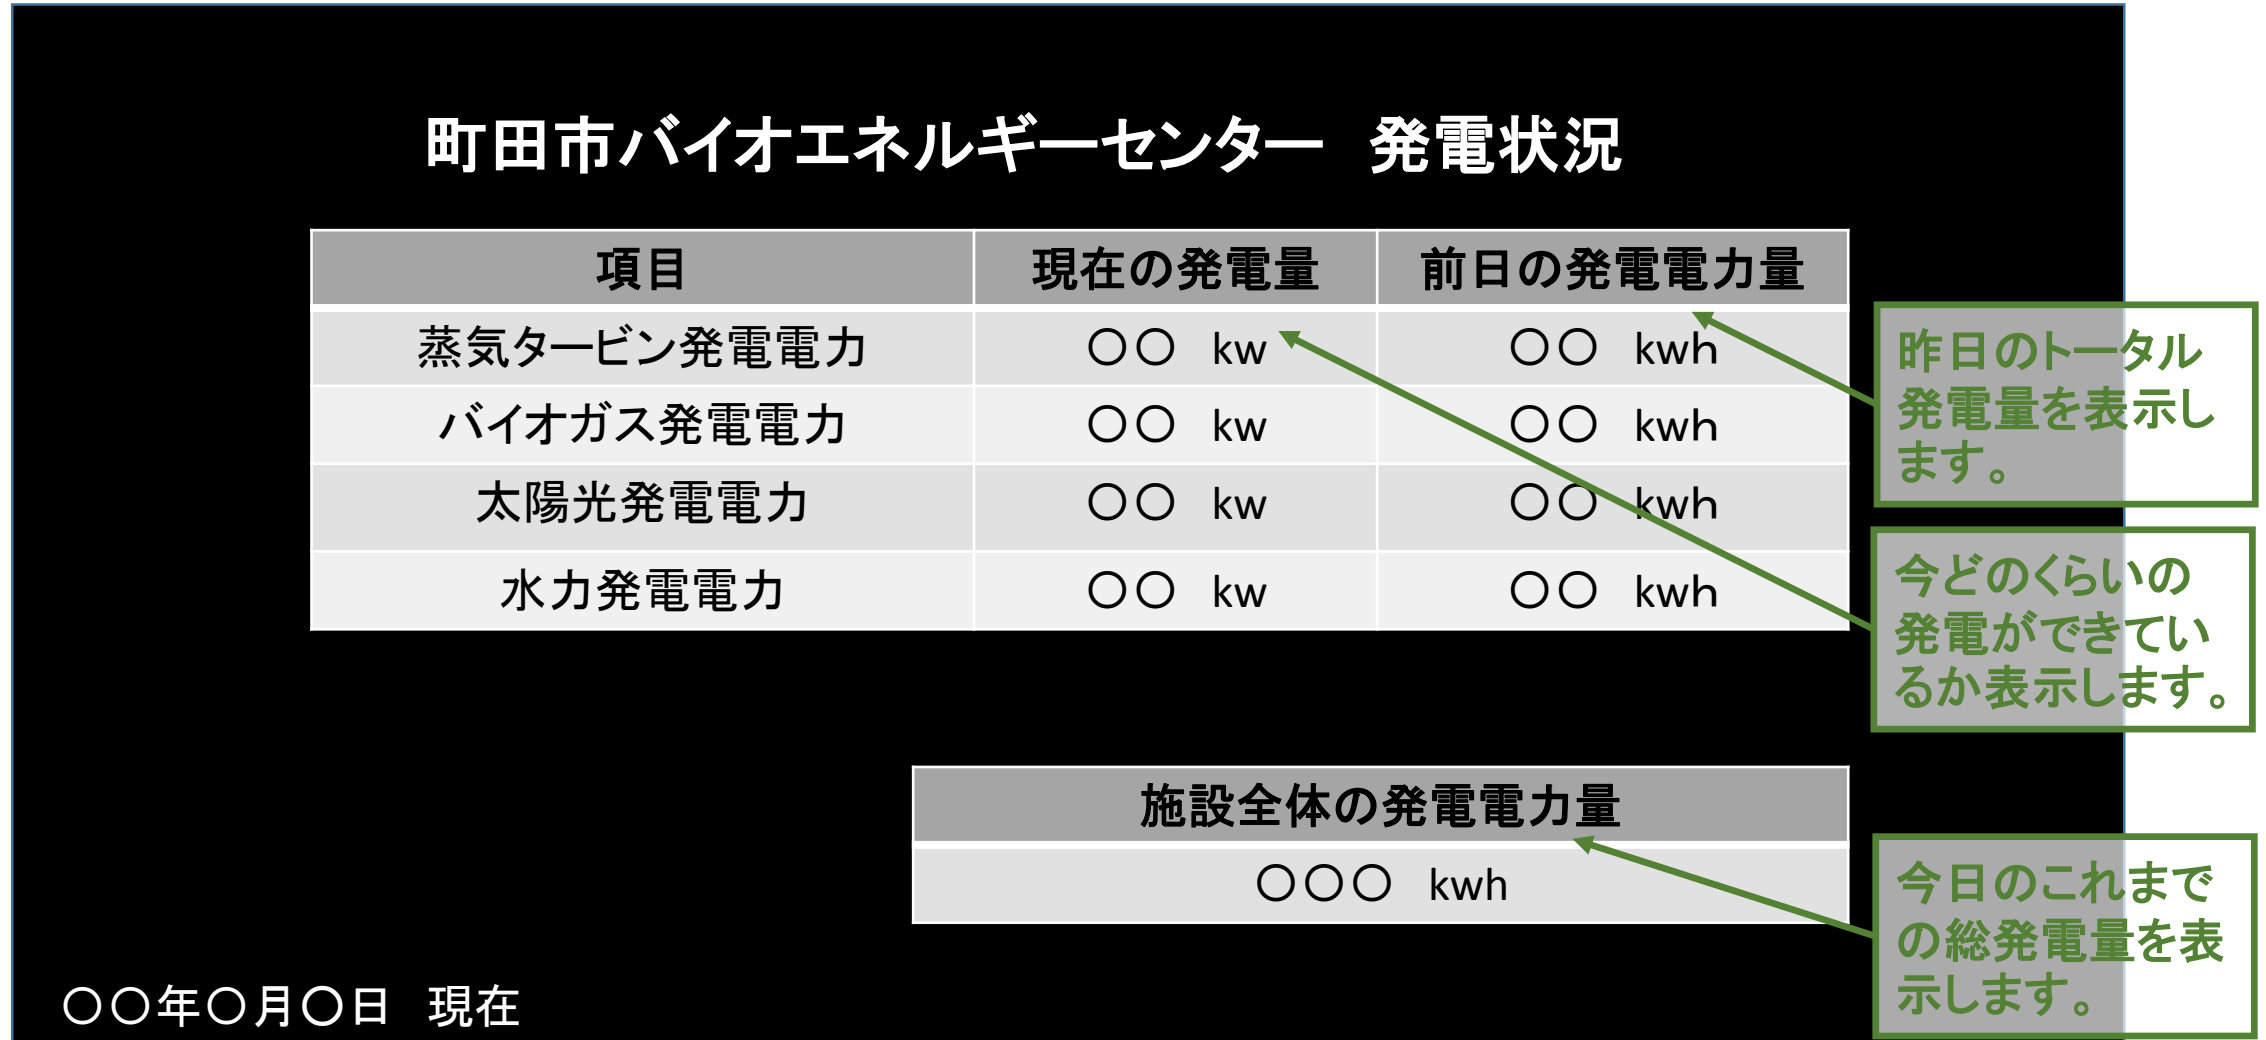 町田市バイオエネルギーセンター　発電状況
項目　現在の発電量　前日の発電電力量
蒸気タービン発電電力　〇〇　kw　〇〇　kwh
バイオガス発電電力　〇〇　kw　〇〇　kwh
太陽光発電電力　〇〇　kw　〇〇　kwh
水力発電電力　〇〇　kw　〇〇　kwh
昨日のトータル
発電量を表示し
ます。
今どのくらいの
発電ができてい
るか表示します。
施設全体の発電電力量
〇〇〇　kwh
今日のこれまで
の総発電量を表
示します。
〇〇年〇月〇日　現在